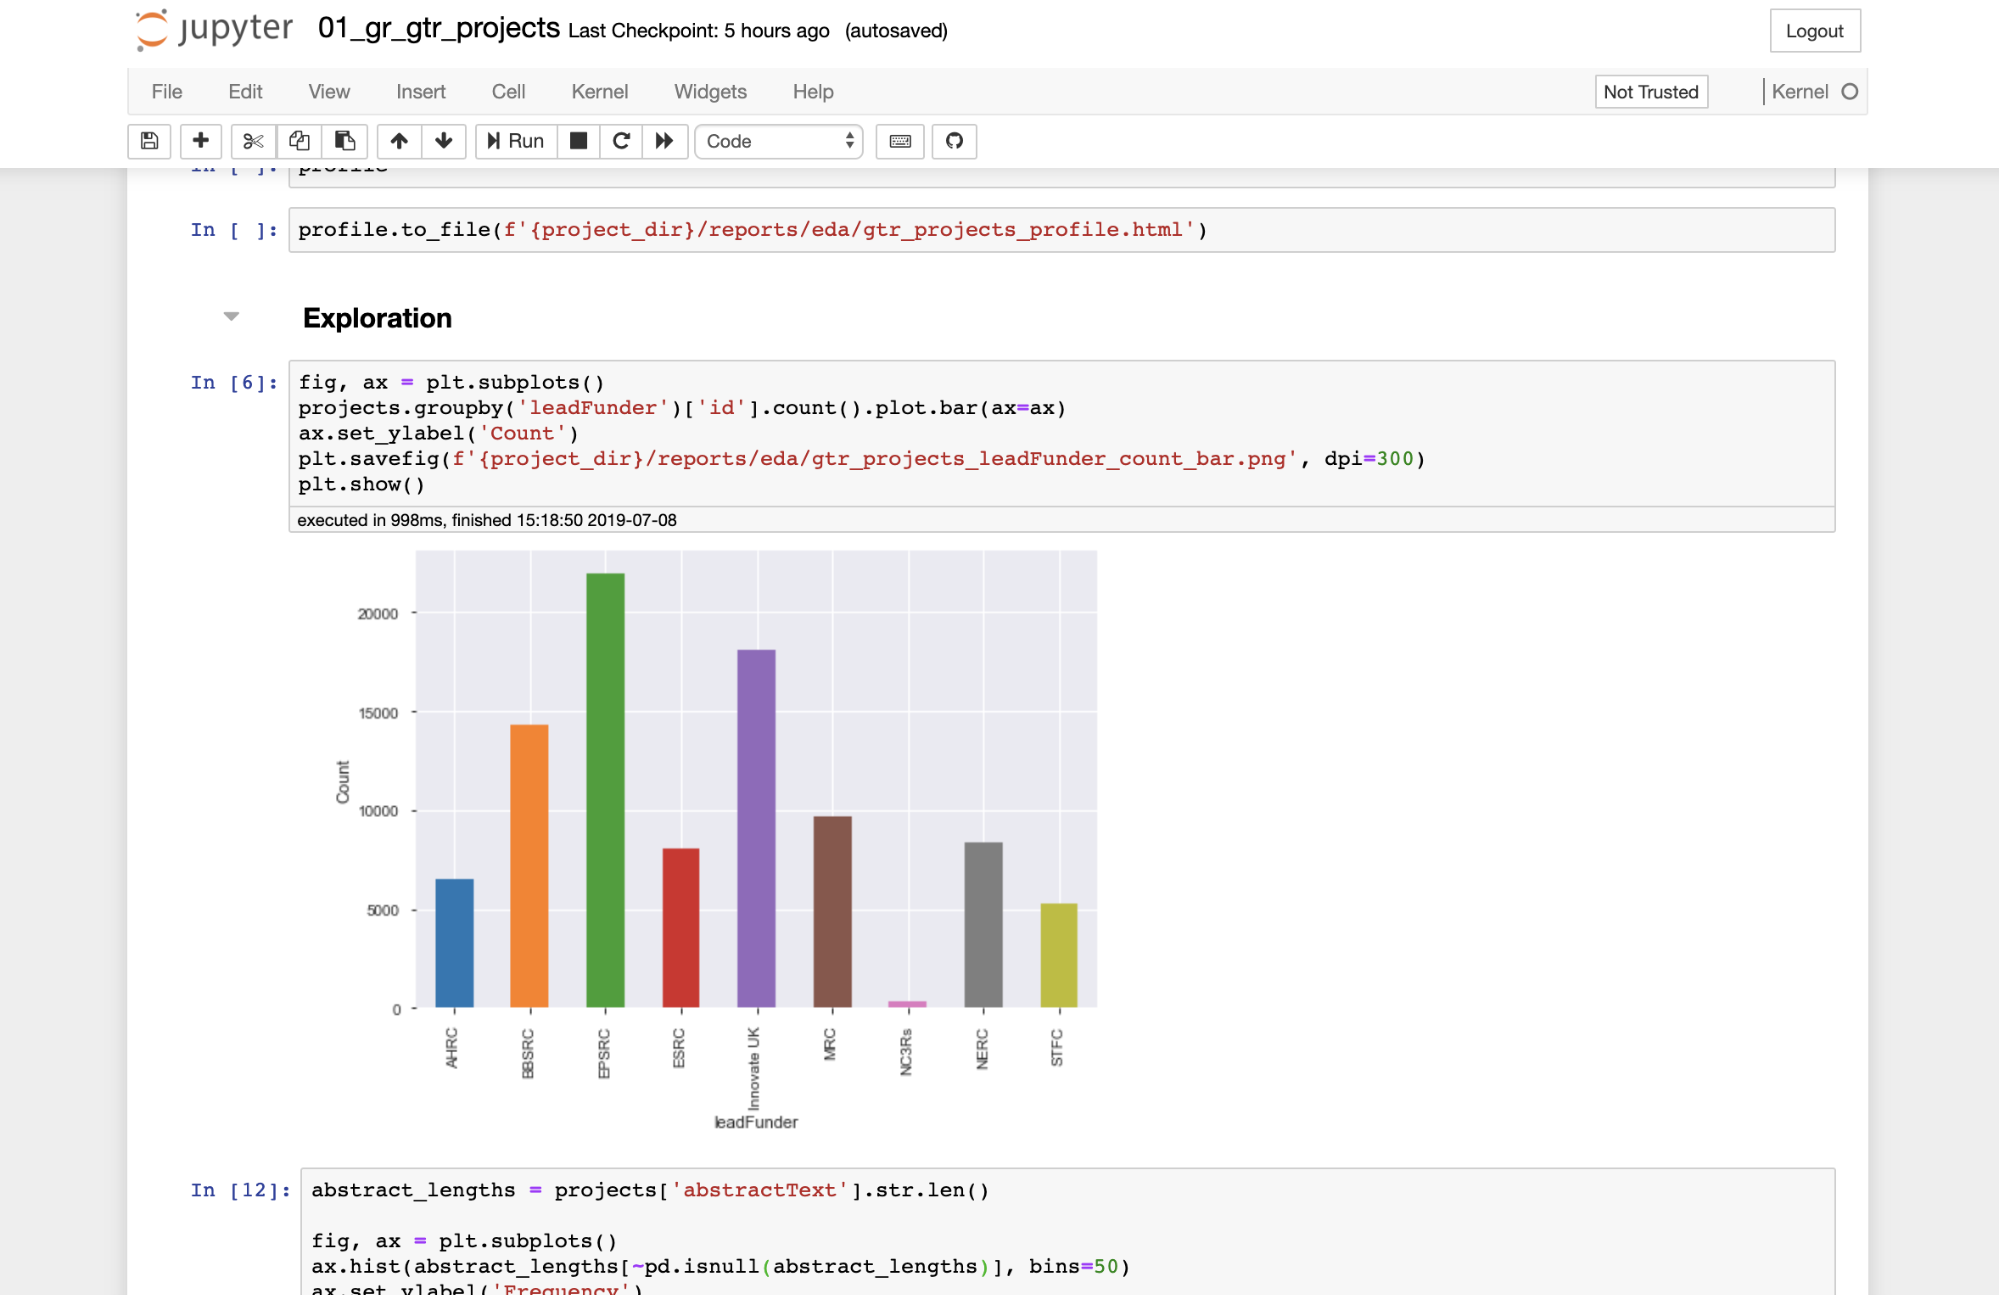 jupyter 01_gr_gtr_projects Last Checkpoint: 5 hours ago (autosaved) Logout
File Edit View Insert Cell Kernel Widgets Help Not Trusted Kernel
Run Code
In [ ]: profile
In [ ]: profile.to_file(f'{project_dir}/reports/eda/gtr_projects_profile.html')
Exploration
In [6]: fig, ax = plt.subplots()
projects.groupby('leadFunder')['id'].count().plot.bar(ax=ax)
ax.set_ylabel('Count')
plt.savefig(f'{project_dir}/reports/eda/gtr_projects_leadFunder_count_bar.png', dpi=300)
plt.show()
executed in 998ms, finished 15:18:50 2019-07-08
20000
15000
10000
5000
0
Count
AHRC
BBSRC
EPSRC
ESRC
Innovate UK
MRC
NC3Rs
NERC
STFC
leadFunder
In [12]: abstract_lengths = projects['abstractText'].str.len()
fig, ax = plt.subplots()
ax.hist(abstract_lengths[~pd.isnull(abstract_lengths)], bins=50)
ax.set_ylabel('Frequency')